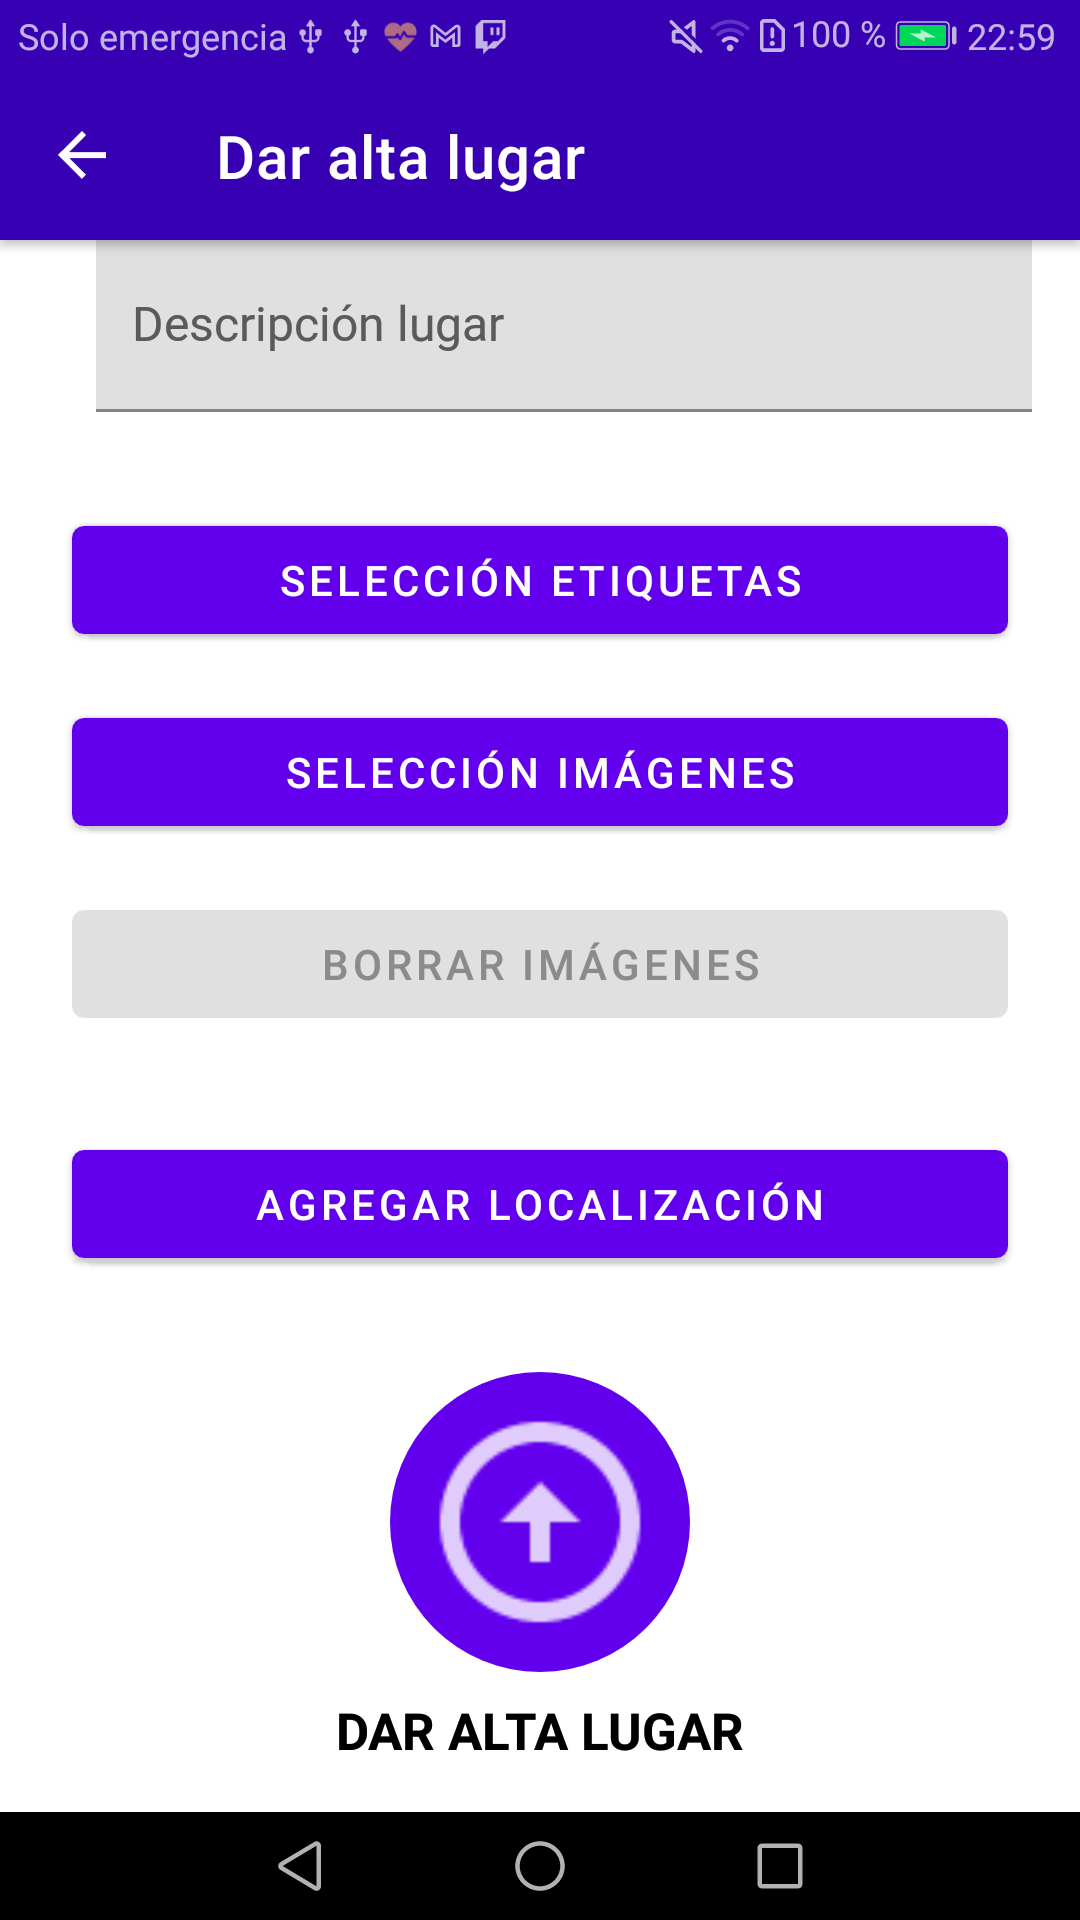 Solo emergencia 100 % 22:59
Dar alta lugar
Descripción lugar
SELECCIÓN ETIQUETAS
SELECCIÓN IMÁGENES
BORRAR IMÁGENES
AGREGAR LOCALIZACIÓN
DAR ALTA LUGAR